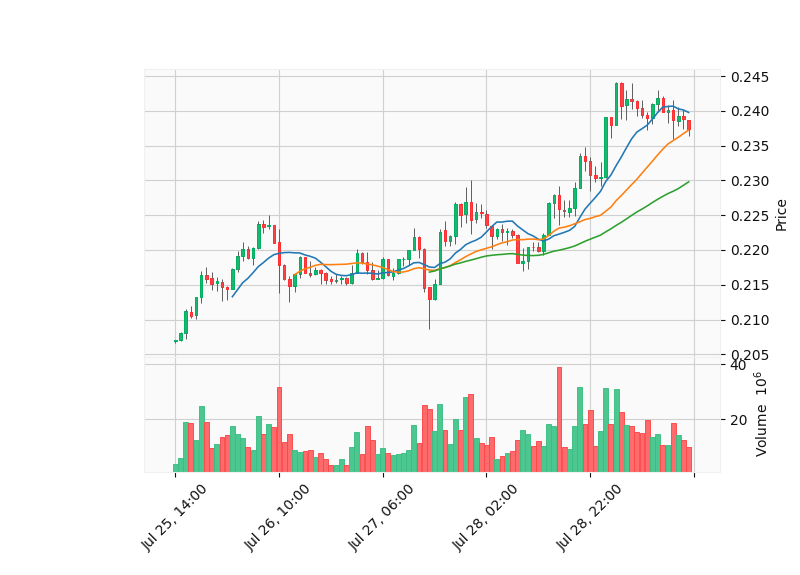 0.245
0.240
0.235
0.230
0.225
0.220
0.215
0.210
0.205
Price
40
20
Volume 10⁶
Jul 25, 14:00
Jul 26, 10:00
Jul 27, 06:00
Jul 28, 02:00
Jul 28, 22:00